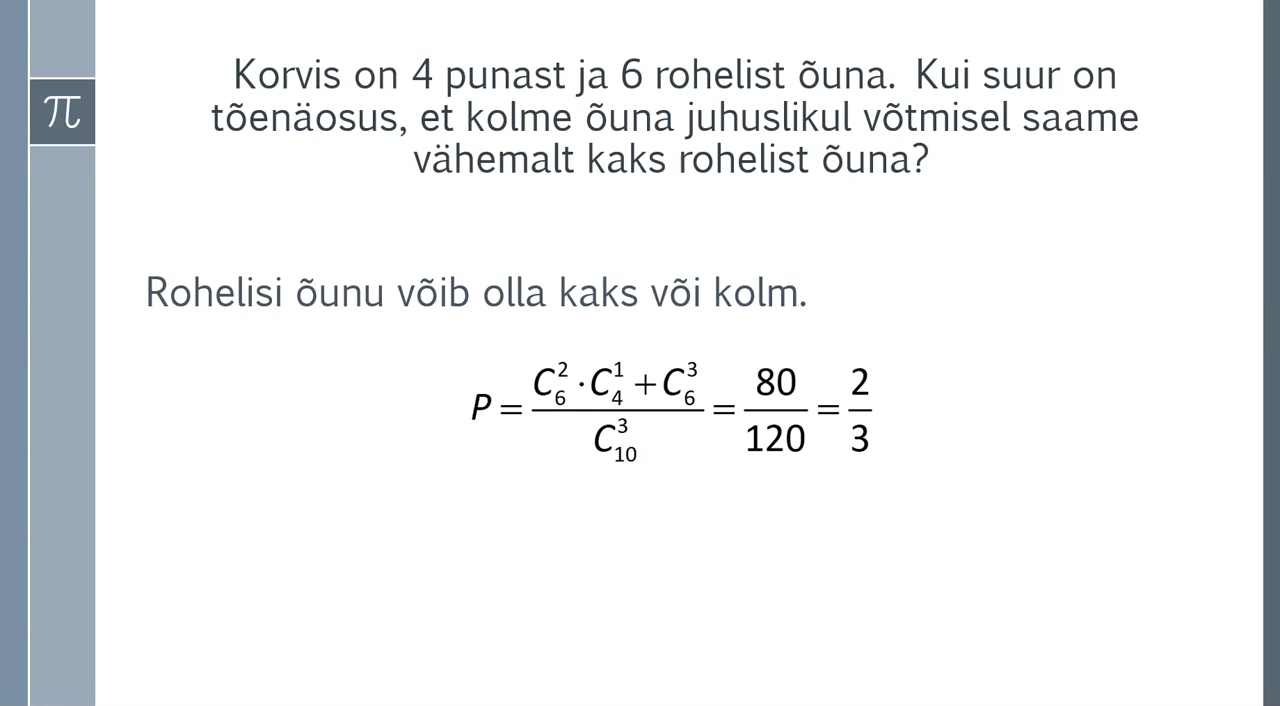 π
Korvis on 4 punast ja 6 rohelist õuna. Kui suur on
tõenäosus, et kolme õuna juhuslikul võtmisel saame
vähemalt kaks rohelist õuna?
Rohelisi õunu võib olla kaks või kolm.
P = (C₆² · C₄¹ + C₆³) / C₁₀³ = 80/120 = 2/3